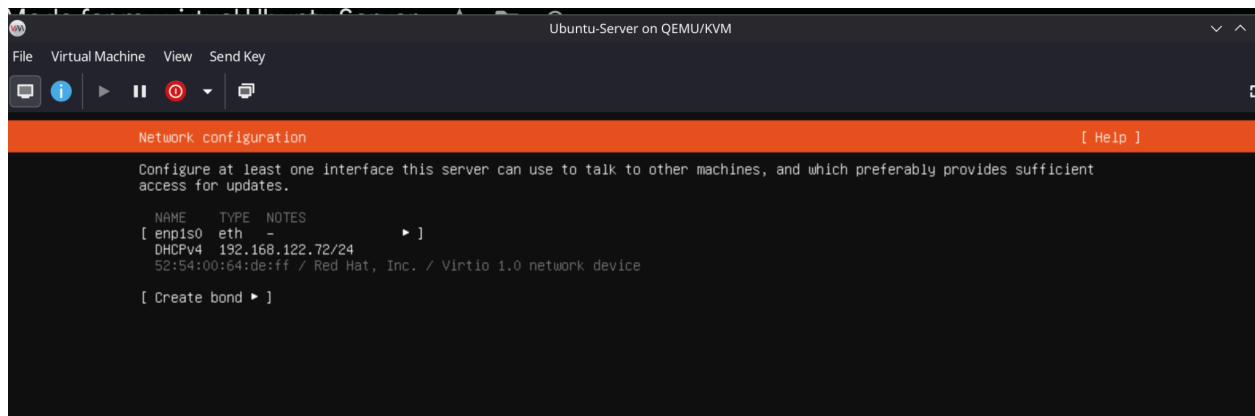 Ubuntu-Server on QEMU/KVM
File Virtual Machine View Send Key
Network configuration [ Help ]
Configure at least one interface this server can use to talk to other machines, and which preferably provides sufficient
access for updates.
NAME TYPE NOTES
[ enp1s0 eth - ▸ ]
DHCPv4 192.168.122.72/24
52:54:00:64:de:ff / Red Hat, Inc. / Virtio 1.0 network device
[ Create bond ▸ ]